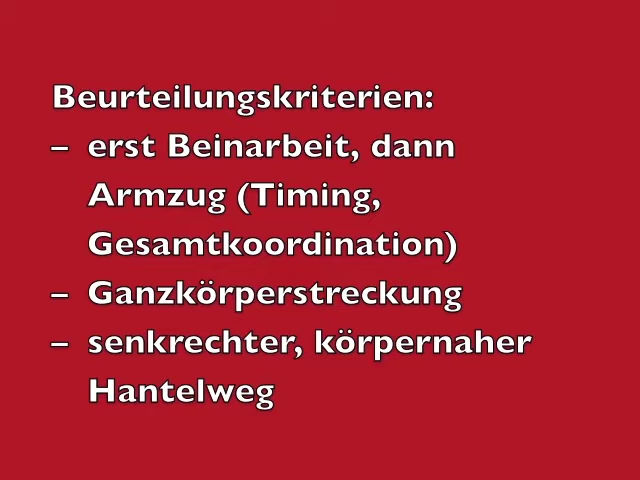 Beurteilungskriterien:
– erst Beinarbeit, dann
Armzug (Timing,
Gesamtkoordination)
– Ganzkörperstreckung
– senkrechter, körpernaher
Hantelweg